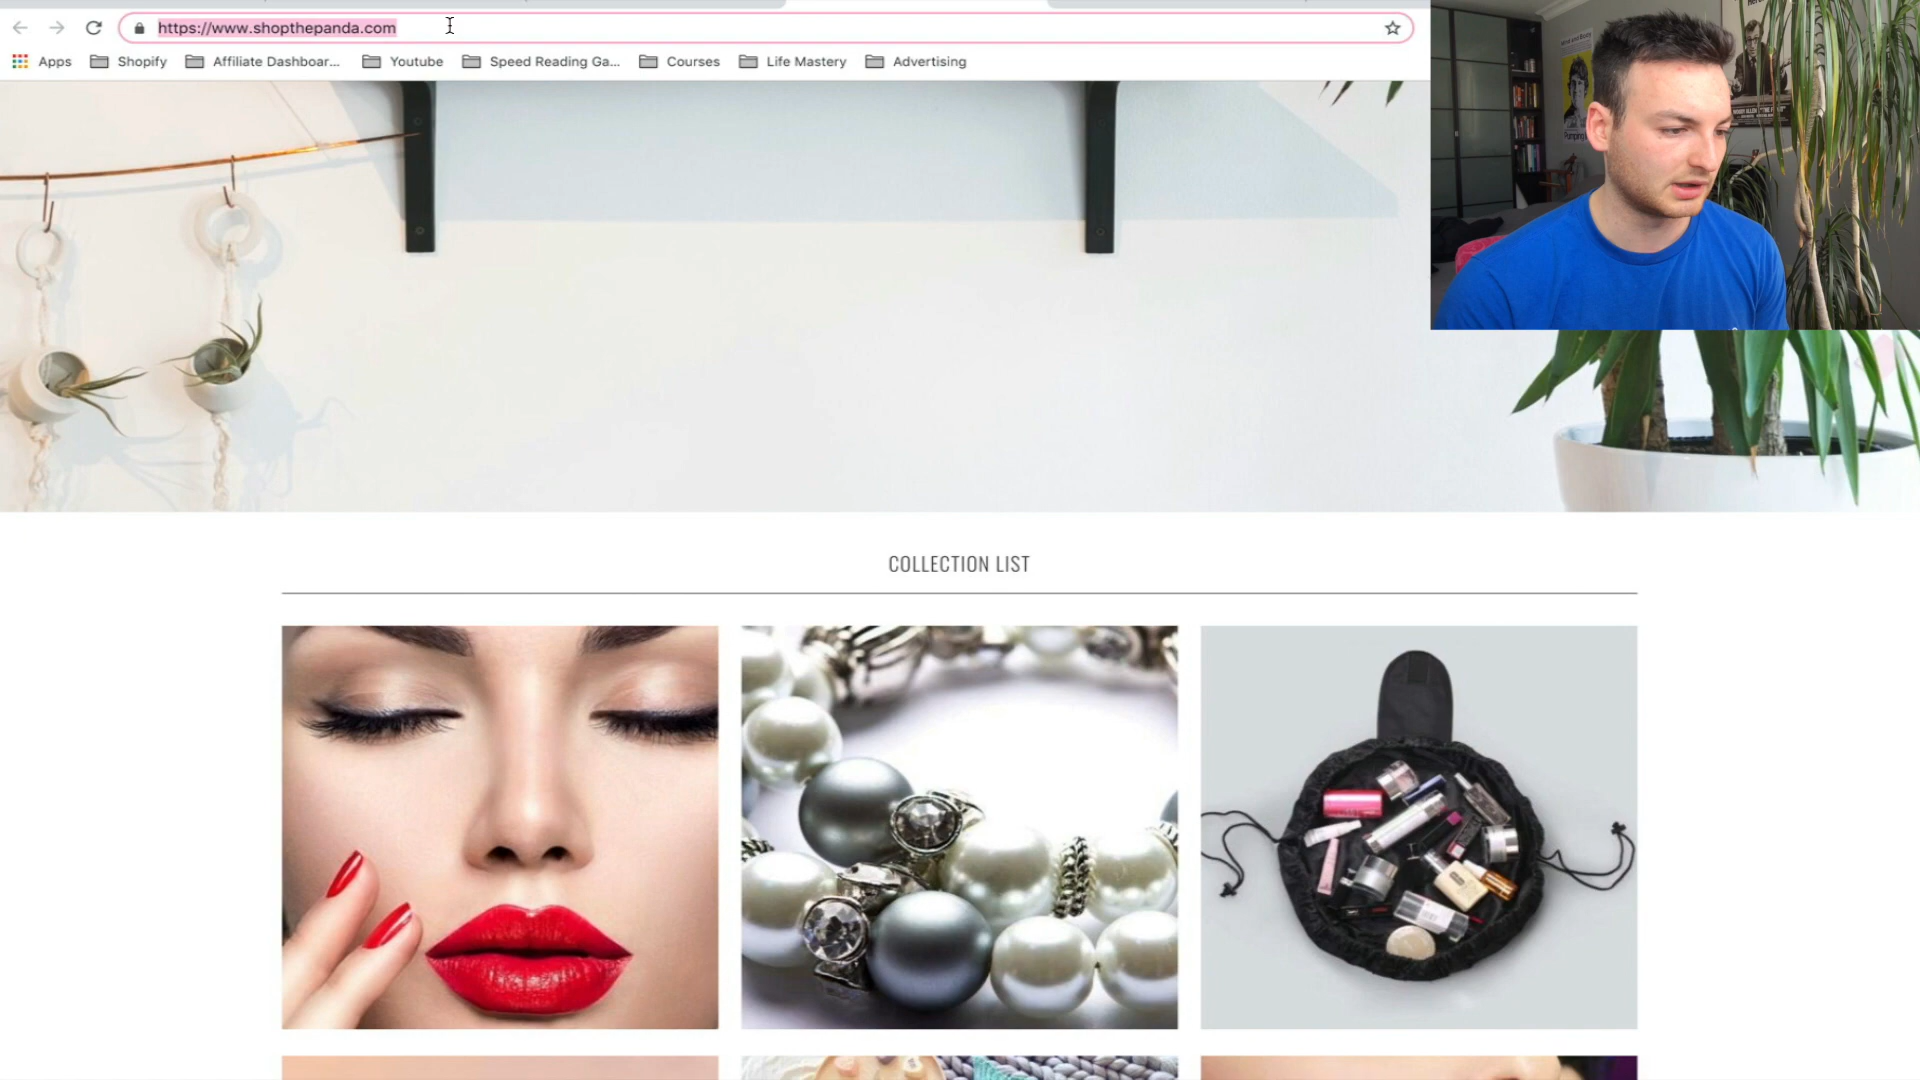 https://www.shopthepanda.com
Apps Shopify Affiliate Dashboar... Youtube Speed Reading Ga... Courses Life Mastery Advertising
COLLECTION LIST